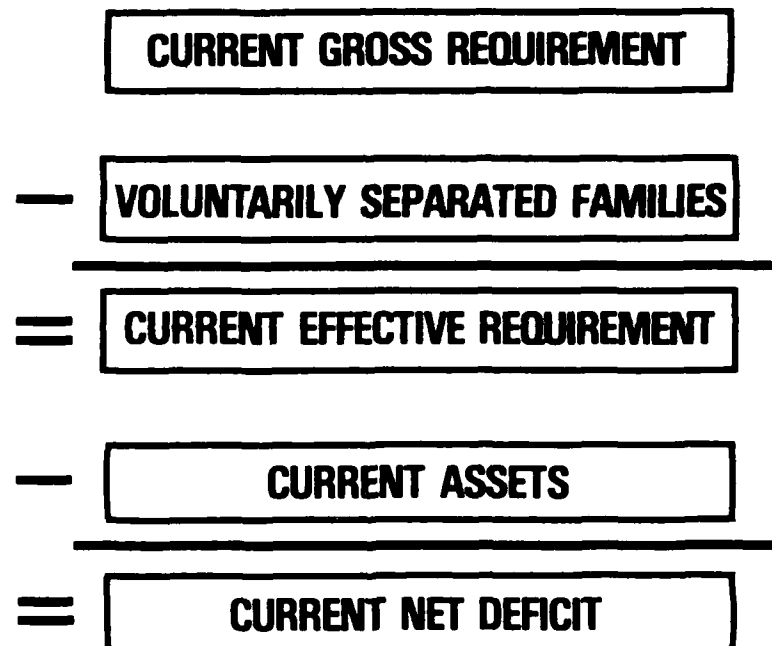 CURRENT GROSS REQUIREMENT
— VOLUNTARILY SEPARATED FAMILIES
= CURRENT EFFECTIVE REQUIREMENT
— CURRENT ASSETS
= CURRENT NET DEFICIT